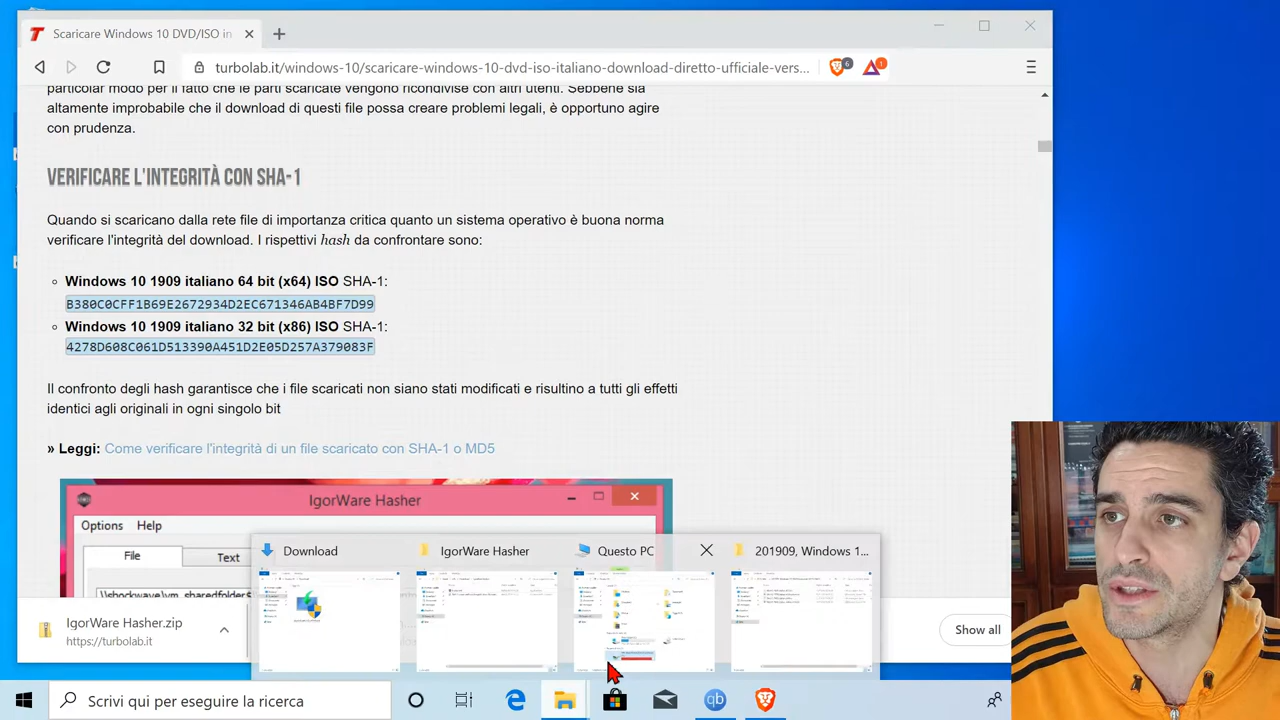 Scaricare Windows 10 DVD/ISO in
turbolab.it/windows-10/scaricare-windows-10-dvd-iso-italiano-download-diretto-ufficiale-vers...
6
1
particolar modo per il fatto che le parti scaricate vengono ricondivise con altri utenti. Sebbene sia
altamente improbabile che il download di questi file possa creare problemi legali, è opportuno agire
con prudenza.
VERIFICARE L'INTEGRITÀ CON SHA-1
Quando si scaricano dalla rete file di importanza critica quanto un sistema operativo è buona norma
verificare l'integrità del download. I rispettivi hash da confrontare sono:
Windows 10 1909 italiano 64 bit (x64) ISO SHA-1:
B380C0CFF1B69E2672934D2EC671346AB4BF7D99
Windows 10 1909 italiano 32 bit (x86) ISO SHA-1:
4278D608C061D513390A451D2E05D257A379083F
Il confronto degli hash garantisce che i file scaricati non siano stati modificati e risultino a tutti gli effetti
identici agli originali in ogni singolo bit
» Leggi: Come verificare l'integrità di un file scaricato con SHA-1 o MD5
IgorWare Hasher
Options Help
File Text
Download
IgorWare Hasher
Questo PC
201909, Windows 1...
IgorWare Hasher.zip
https://turbolab.it
Show all
Scrivi qui per eseguire la ricerca
qb